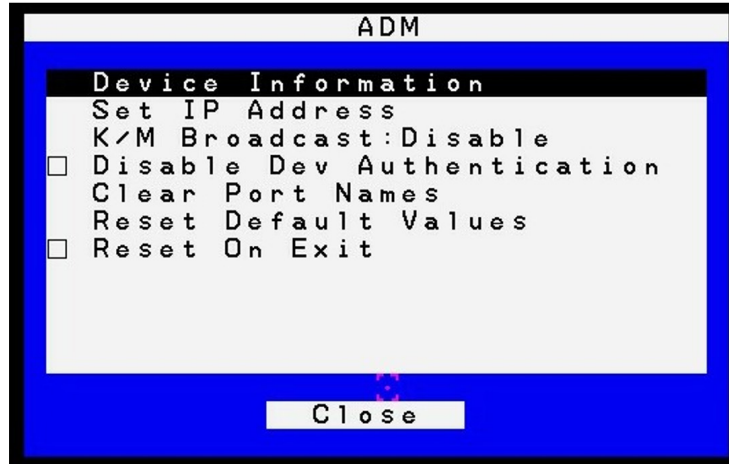 ADM
Device Information
Set IP Address
K/M Broadcast:Disable
Disable Dev Authentication
Clear Port Names
Reset Default Values
Reset On Exit
Close